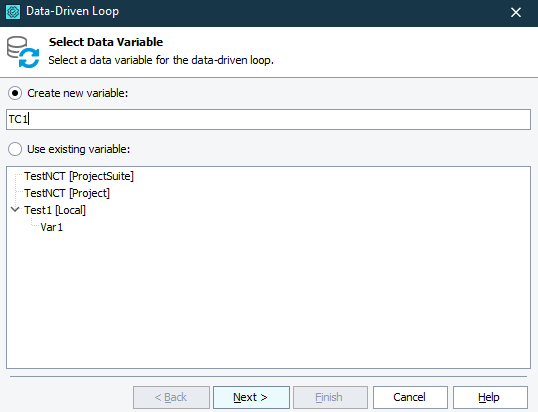 Data-Driven Loop
Select Data Variable
Select a data variable for the data-driven loop.
Create new variable:
TC1
Use existing variable:
TestNCT [ProjectSuite]
TestNCT [Project]
Test1 [Local]
Var1
< Back Next > Finish Cancel Help